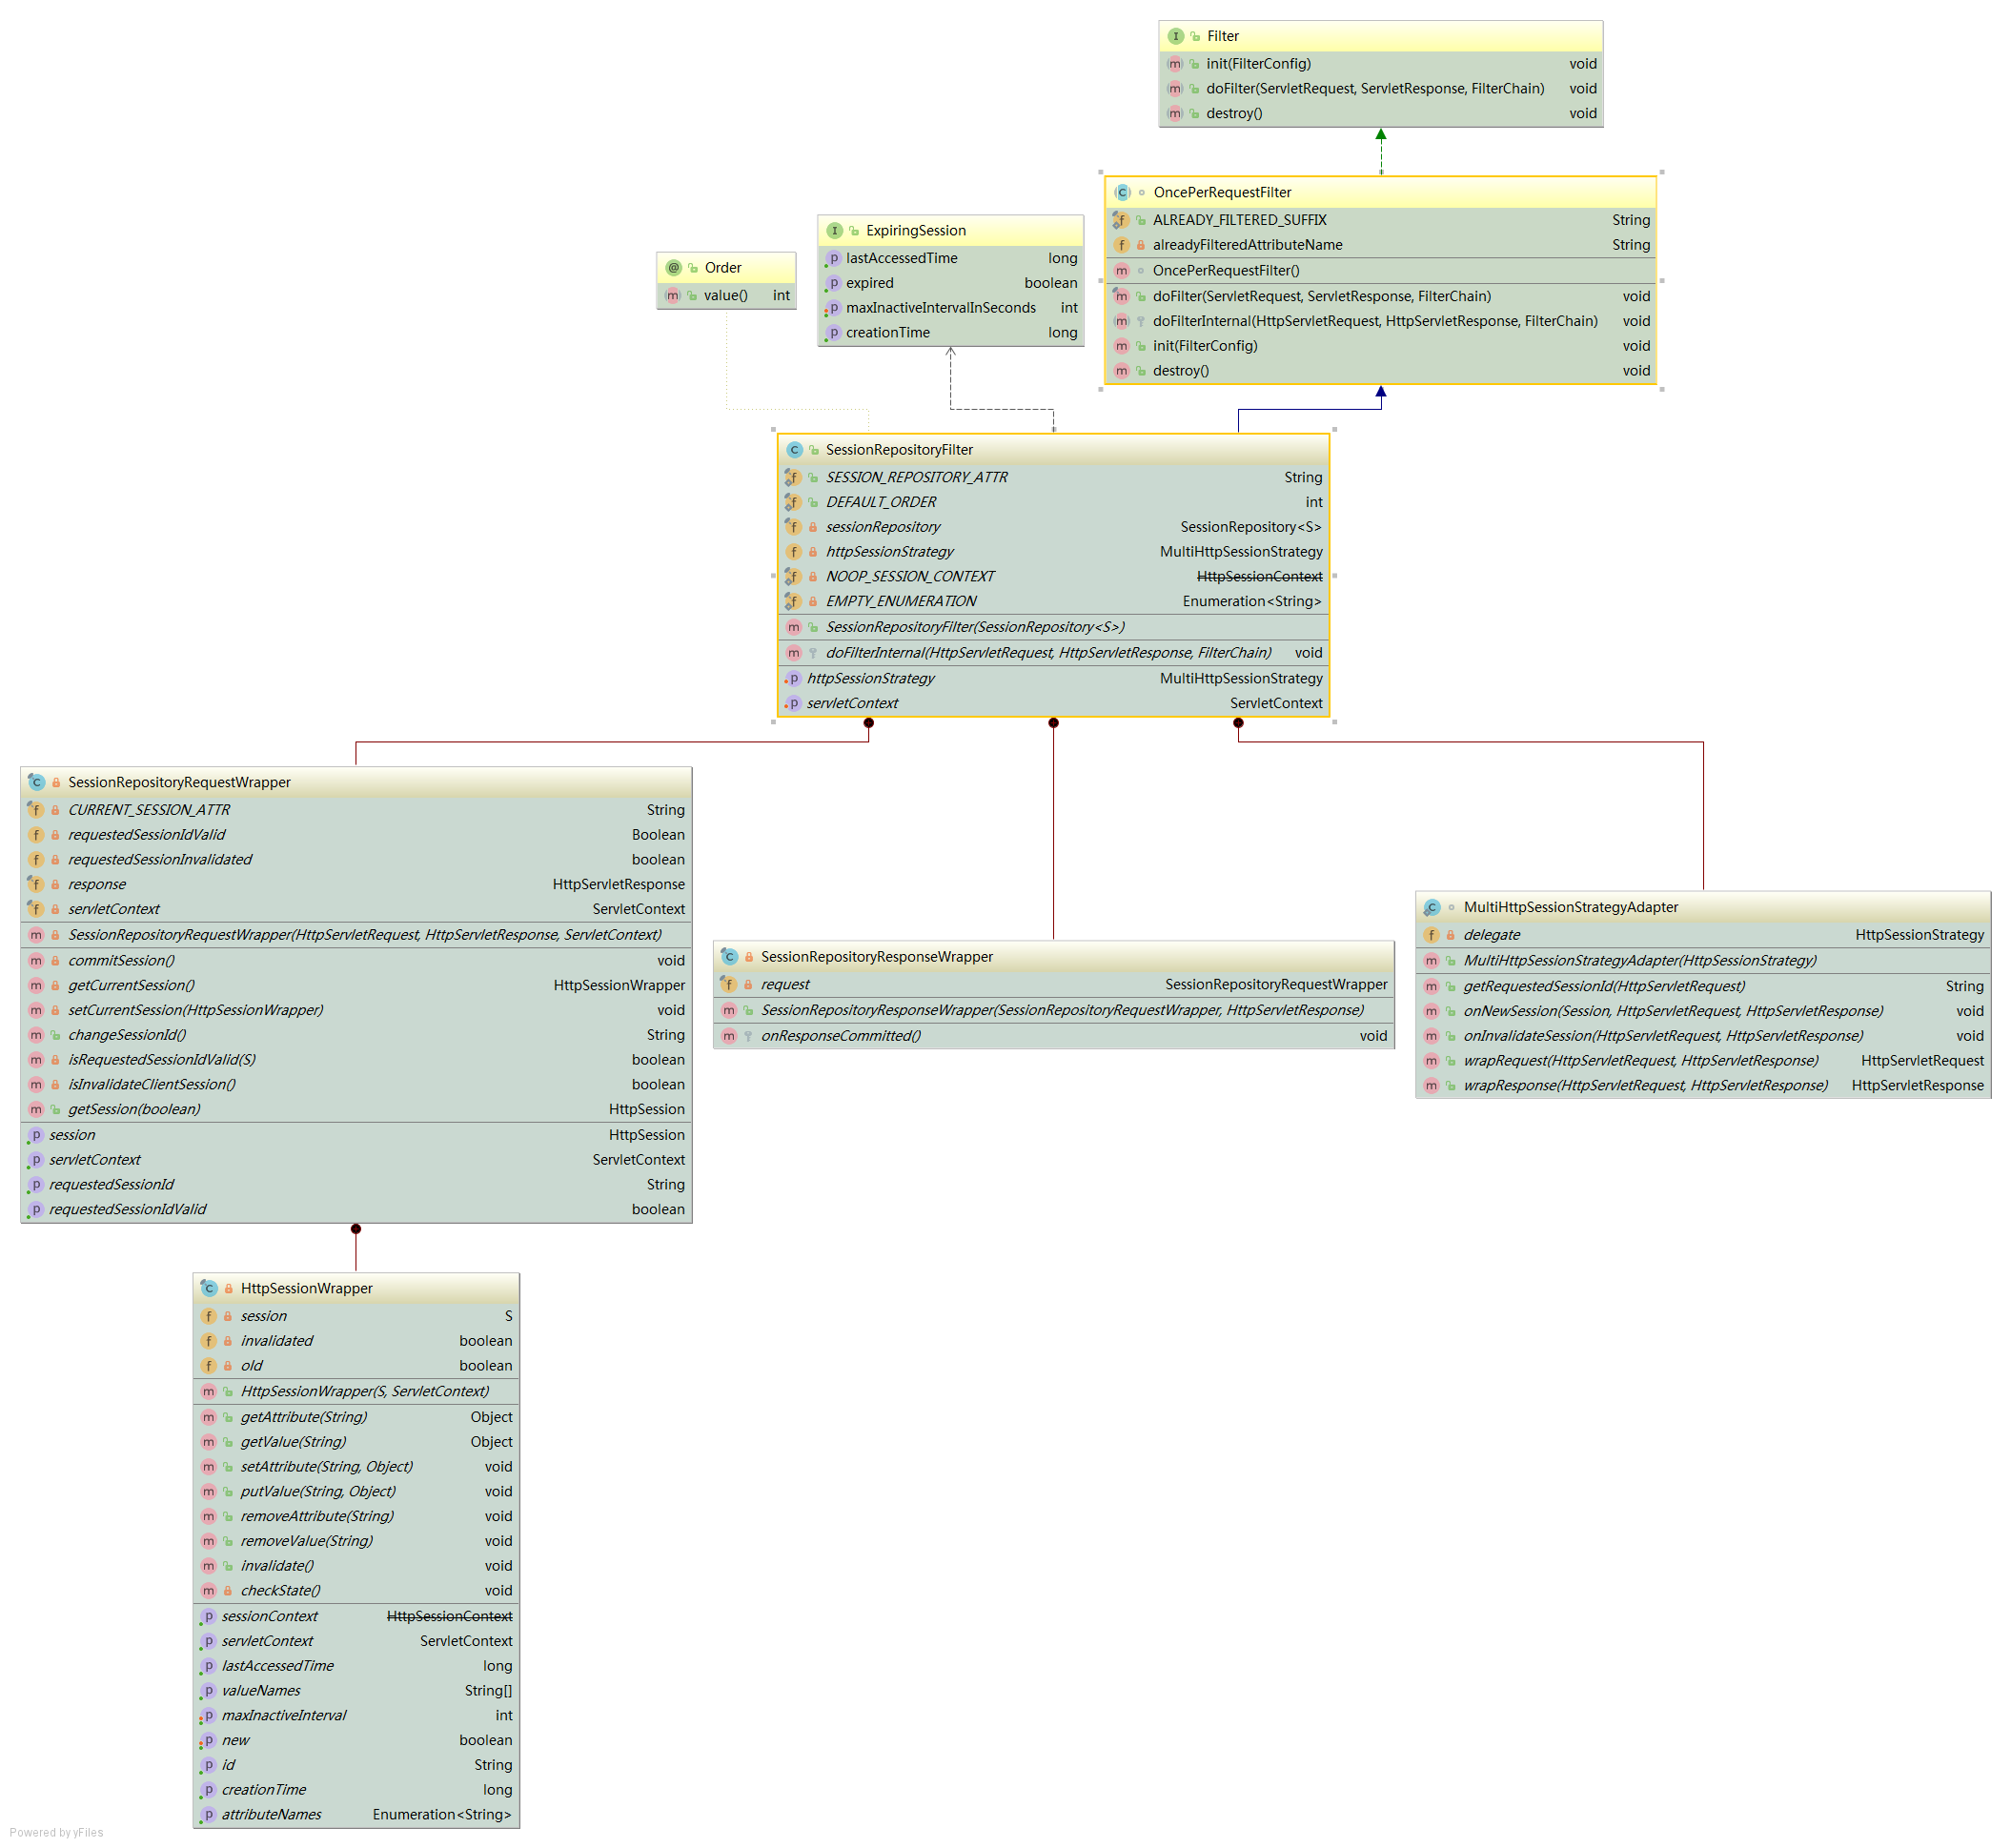 Filter
init(FilterConfig) void
doFilter(ServletRequest, ServletResponse, FilterChain) void
destroy() void
OncePerRequestFilter
ALREADY_FILTERED_SUFFIX String
alreadyFilteredAttributeName String
OncePerRequestFilter()
doFilter(ServletRequest, ServletResponse, FilterChain) void
doFilterInternal(HttpServletRequest, HttpServletResponse, FilterChain) void
init(FilterConfig) void
destroy() void
ExpiringSession
lastAccessedTime long
expired boolean
maxInactiveIntervalInSeconds int
creationTime long
Order
value() int
SessionRepositoryFilter
SESSION_REPOSITORY_ATTR String
DEFAULT_ORDER int
sessionRepository SessionRepository<S>
httpSessionStrategy MultiHttpSessionStrategy
NOOP_SESSION_CONTEXT HttpSessionContext
EMPTY_ENUMERATION Enumeration<String>
SessionRepositoryFilter(SessionRepository<S>)
doFilterInternal(HttpServletRequest, HttpServletResponse, FilterChain) void
httpSessionStrategy MultiHttpSessionStrategy
servletContext ServletContext
SessionRepositoryRequestWrapper
CURRENT_SESSION_ATTR String
requestedSessionIdValid Boolean
requestedSessionInvalidated boolean
response HttpServletResponse
servletContext ServletContext
SessionRepositoryRequestWrapper(HttpServletRequest, HttpServletResponse, ServletContext)
commitSession() void
getCurrentSession() HttpSessionWrapper
setCurrentSession(HttpSessionWrapper) void
changeSessionId() String
isRequestedSessionIdValid(S) boolean
isInvalidateClientSession() boolean
getSession(boolean) HttpSession
session HttpSession
servletContext ServletContext
requestedSessionId String
requestedSessionIdValid boolean
SessionRepositoryResponseWrapper
request SessionRepositoryRequestWrapper
SessionRepositoryResponseWrapper(SessionRepositoryRequestWrapper, HttpServletResponse)
onResponseCommitted() void
MultiHttpSessionStrategyAdapter
delegate HttpSessionStrategy
MultiHttpSessionStrategyAdapter(HttpSessionStrategy)
getRequestedSessionId(HttpServletRequest) String
onNewSession(Session, HttpServletRequest, HttpServletResponse) void
onInvalidateSession(HttpServletRequest, HttpServletResponse) void
wrapRequest(HttpServletRequest, HttpServletResponse) HttpServletRequest
wrapResponse(HttpServletRequest, HttpServletResponse) HttpServletResponse
HttpSessionWrapper
session S
invalidated boolean
old boolean
HttpSessionWrapper(S, ServletContext)
getAttribute(String) Object
getValue(String) Object
setAttribute(String, Object) void
putValue(String, Object) void
removeAttribute(String) void
removeValue(String) void
invalidate() void
checkState() void
sessionContext HttpSessionContext
servletContext ServletContext
lastAccessedTime long
valueNames String[]
maxInactiveInterval int
new boolean
id String
creationTime long
attributeNames Enumeration<String>
Powered by yFiles